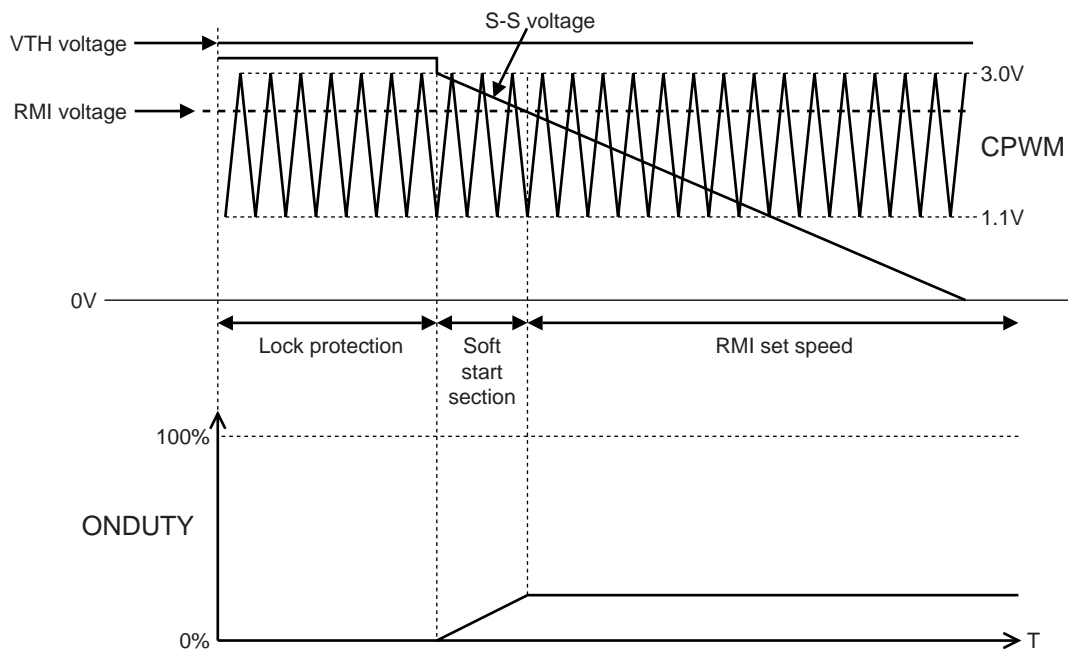 S-S voltage
VTH voltage
3.0V
RMI voltage
CPWM
1.1V
0V
Lock protection
Soft
start
section
RMI set speed
100%
ONDUTY
0%
T